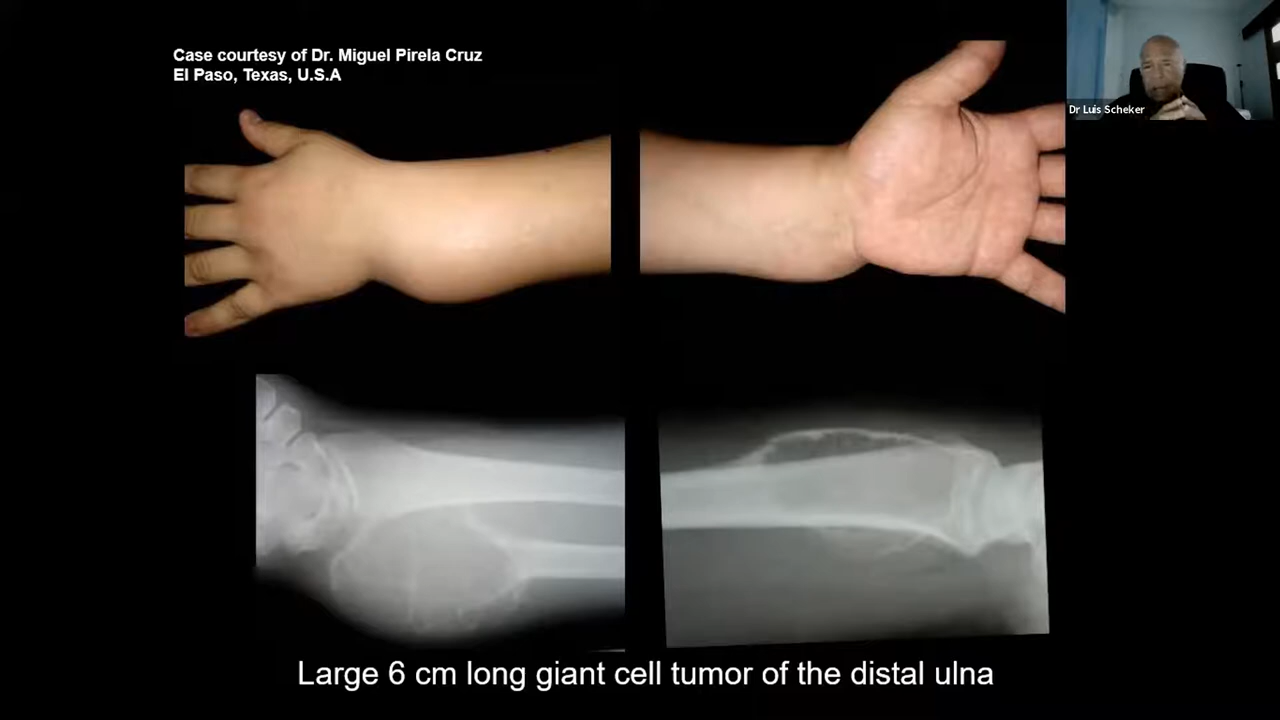 Case courtesy of Dr. Miguel Pirela Cruz
El Paso, Texas, U.S.A
Dr Luis Scheker
Large 6 cm long giant cell tumor of the distal ulna